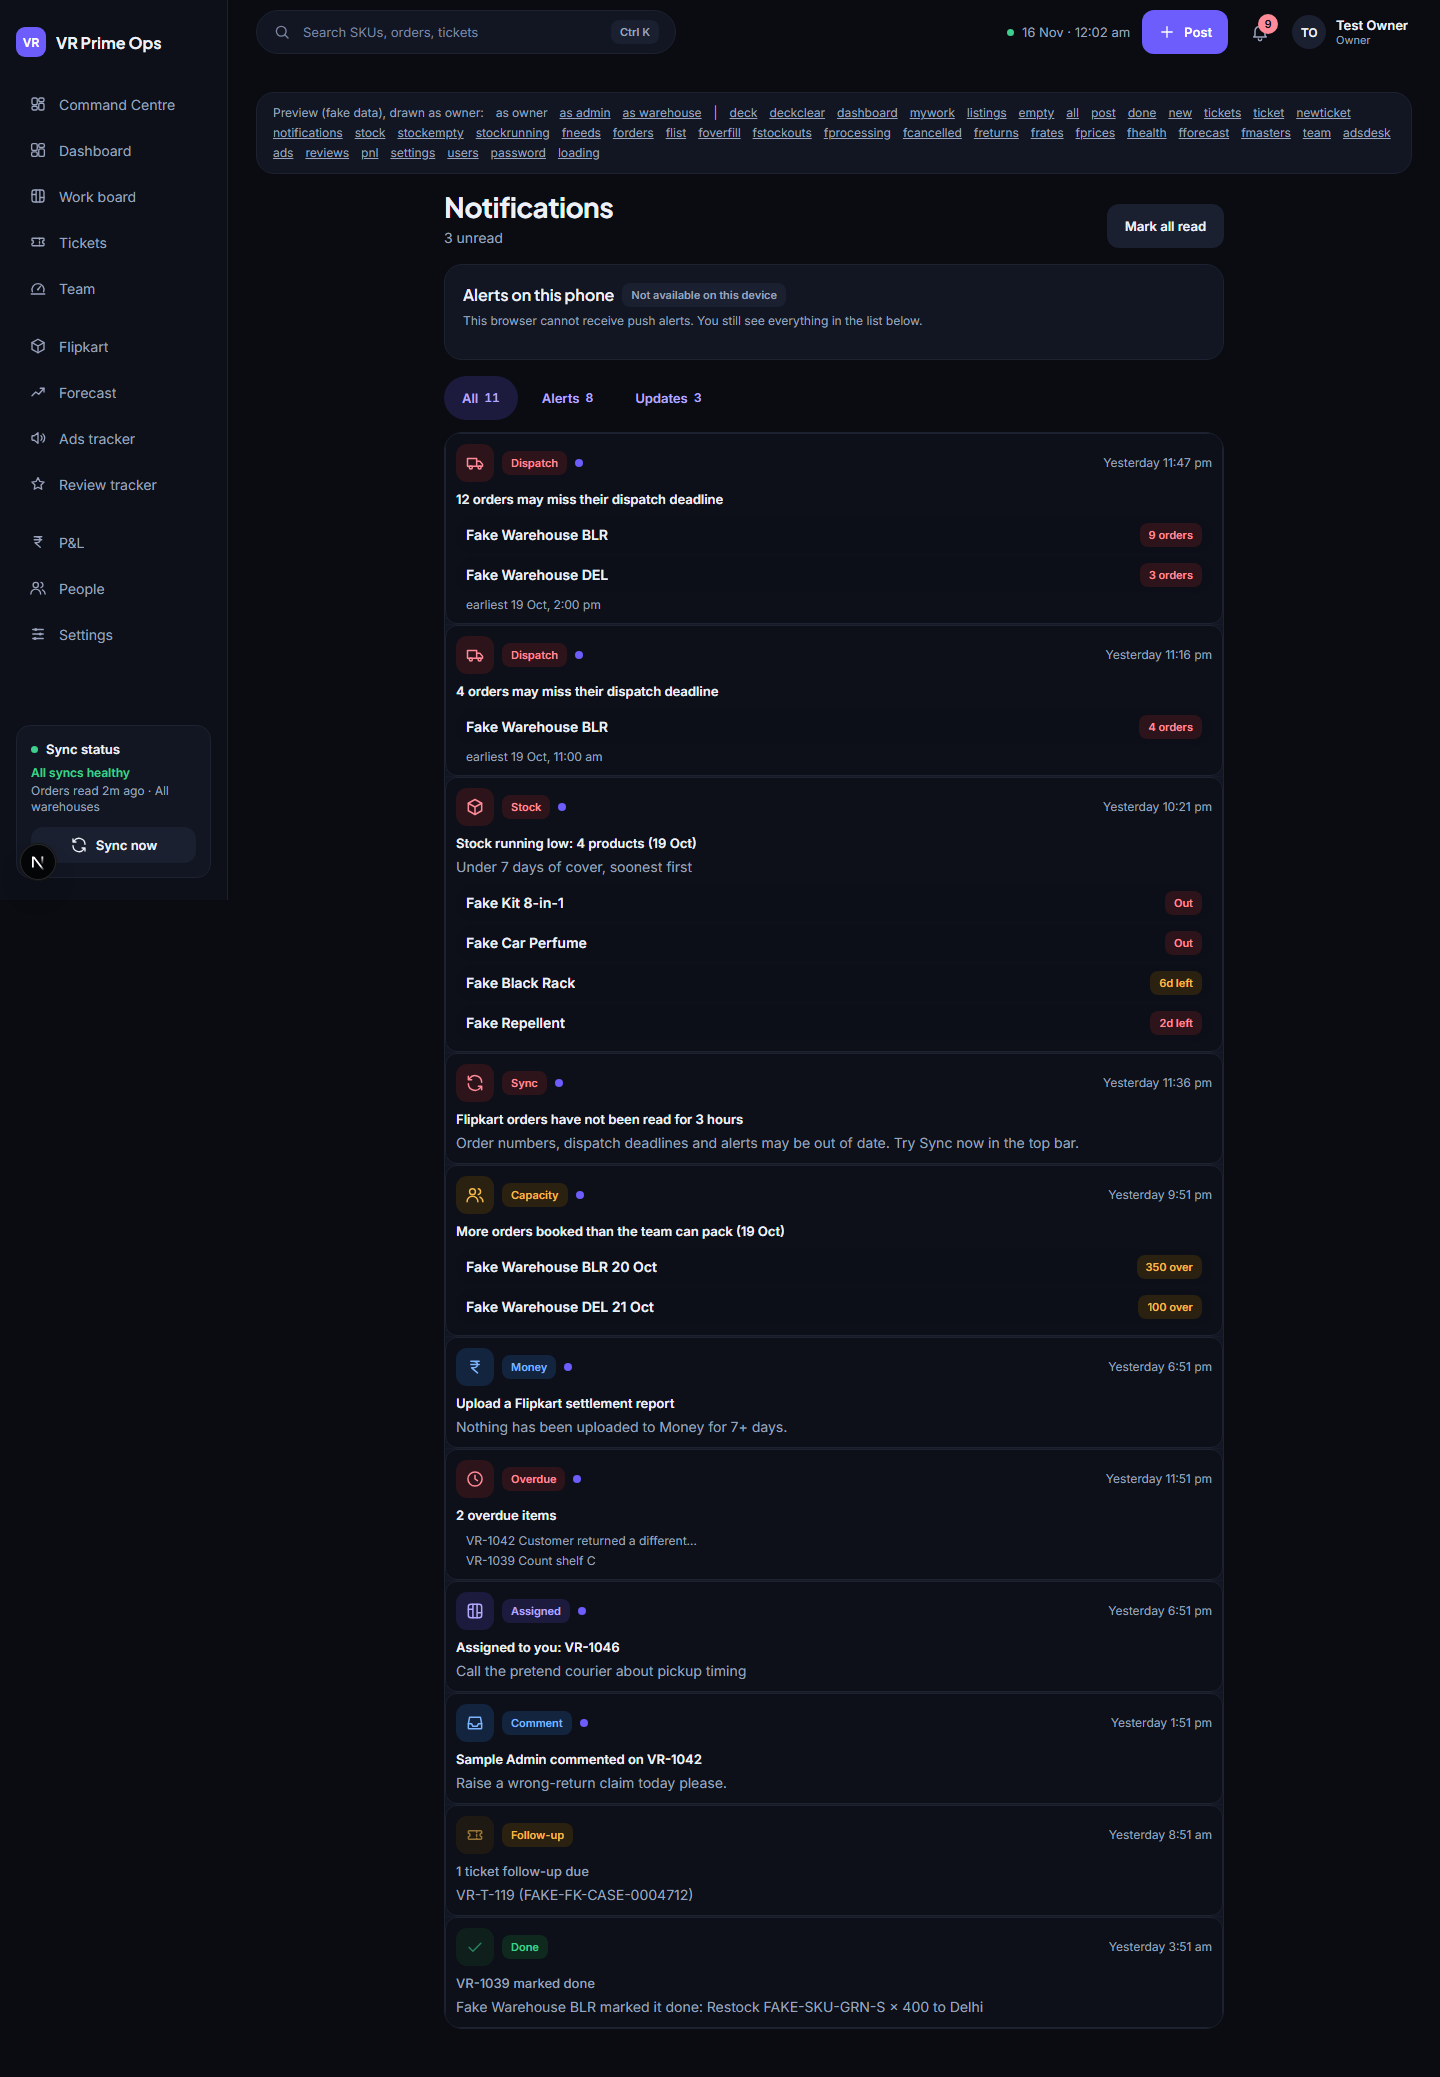 VR VR Prime Ops
Search SKUs, orders, tickets Ctrl K
16 Nov · 12:02 am
Post
9
TO Test Owner
Owner
Command Centre
Dashboard
Work board
Tickets
Team
Flipkart
Forecast
Ads tracker
Review tracker
P&L
People
Settings
Sync status
All syncs healthy
Orders read 2m ago · All
warehouses
Sync now
N
Preview (fake data), drawn as owner: as owner as admin as warehouse | deck deckclear dashboard mywork listings empty all post done new tickets ticket newticket
notifications stock stockempty stockrunning fneeds forders flist foverfill fstockouts fprocessing fcancelled freturns frates fprices fhealth fforecast fmasters team adsdesk
ads reviews pnl settings users password loading
Notifications
3 unread
Mark all read
Alerts on this phone Not available on this device
This browser cannot receive push alerts. You still see everything in the list below.
All 11 Alerts 8 Updates 3
Dispatch Yesterday 11:47 pm
12 orders may miss their dispatch deadline
Fake Warehouse BLR 9 orders
Fake Warehouse DEL 3 orders
earliest 19 Oct, 2:00 pm
Dispatch Yesterday 11:16 pm
4 orders may miss their dispatch deadline
Fake Warehouse BLR 4 orders
earliest 19 Oct, 11:00 am
Stock Yesterday 10:21 pm
Stock running low: 4 products (19 Oct)
Under 7 days of cover, soonest first
Fake Kit 8-in-1 Out
Fake Car Perfume Out
Fake Black Rack 6d left
Fake Repellent 2d left
Sync Yesterday 11:36 pm
Flipkart orders have not been read for 3 hours
Order numbers, dispatch deadlines and alerts may be out of date. Try Sync now in the top bar.
Capacity Yesterday 9:51 pm
More orders booked than the team can pack (19 Oct)
Fake Warehouse BLR 20 Oct 350 over
Fake Warehouse DEL 21 Oct 100 over
Money Yesterday 6:51 pm
Upload a Flipkart settlement report
Nothing has been uploaded to Money for 7+ days.
Overdue Yesterday 11:51 pm
2 overdue items
VR-1042 Customer returned a different...
VR-1039 Count shelf C
Assigned Yesterday 6:51 pm
Assigned to you: VR-1046
Call the pretend courier about pickup timing
Comment Yesterday 1:51 pm
Sample Admin commented on VR-1042
Raise a wrong-return claim today please.
Follow-up Yesterday 8:51 am
1 ticket follow-up due
VR-T-119 (FAKE-FK-CASE-0004712)
Done Yesterday 3:51 am
VR-1039 marked done
Fake Warehouse BLR marked it done: Restock FAKE-SKU-GRN-S × 400 to Delhi